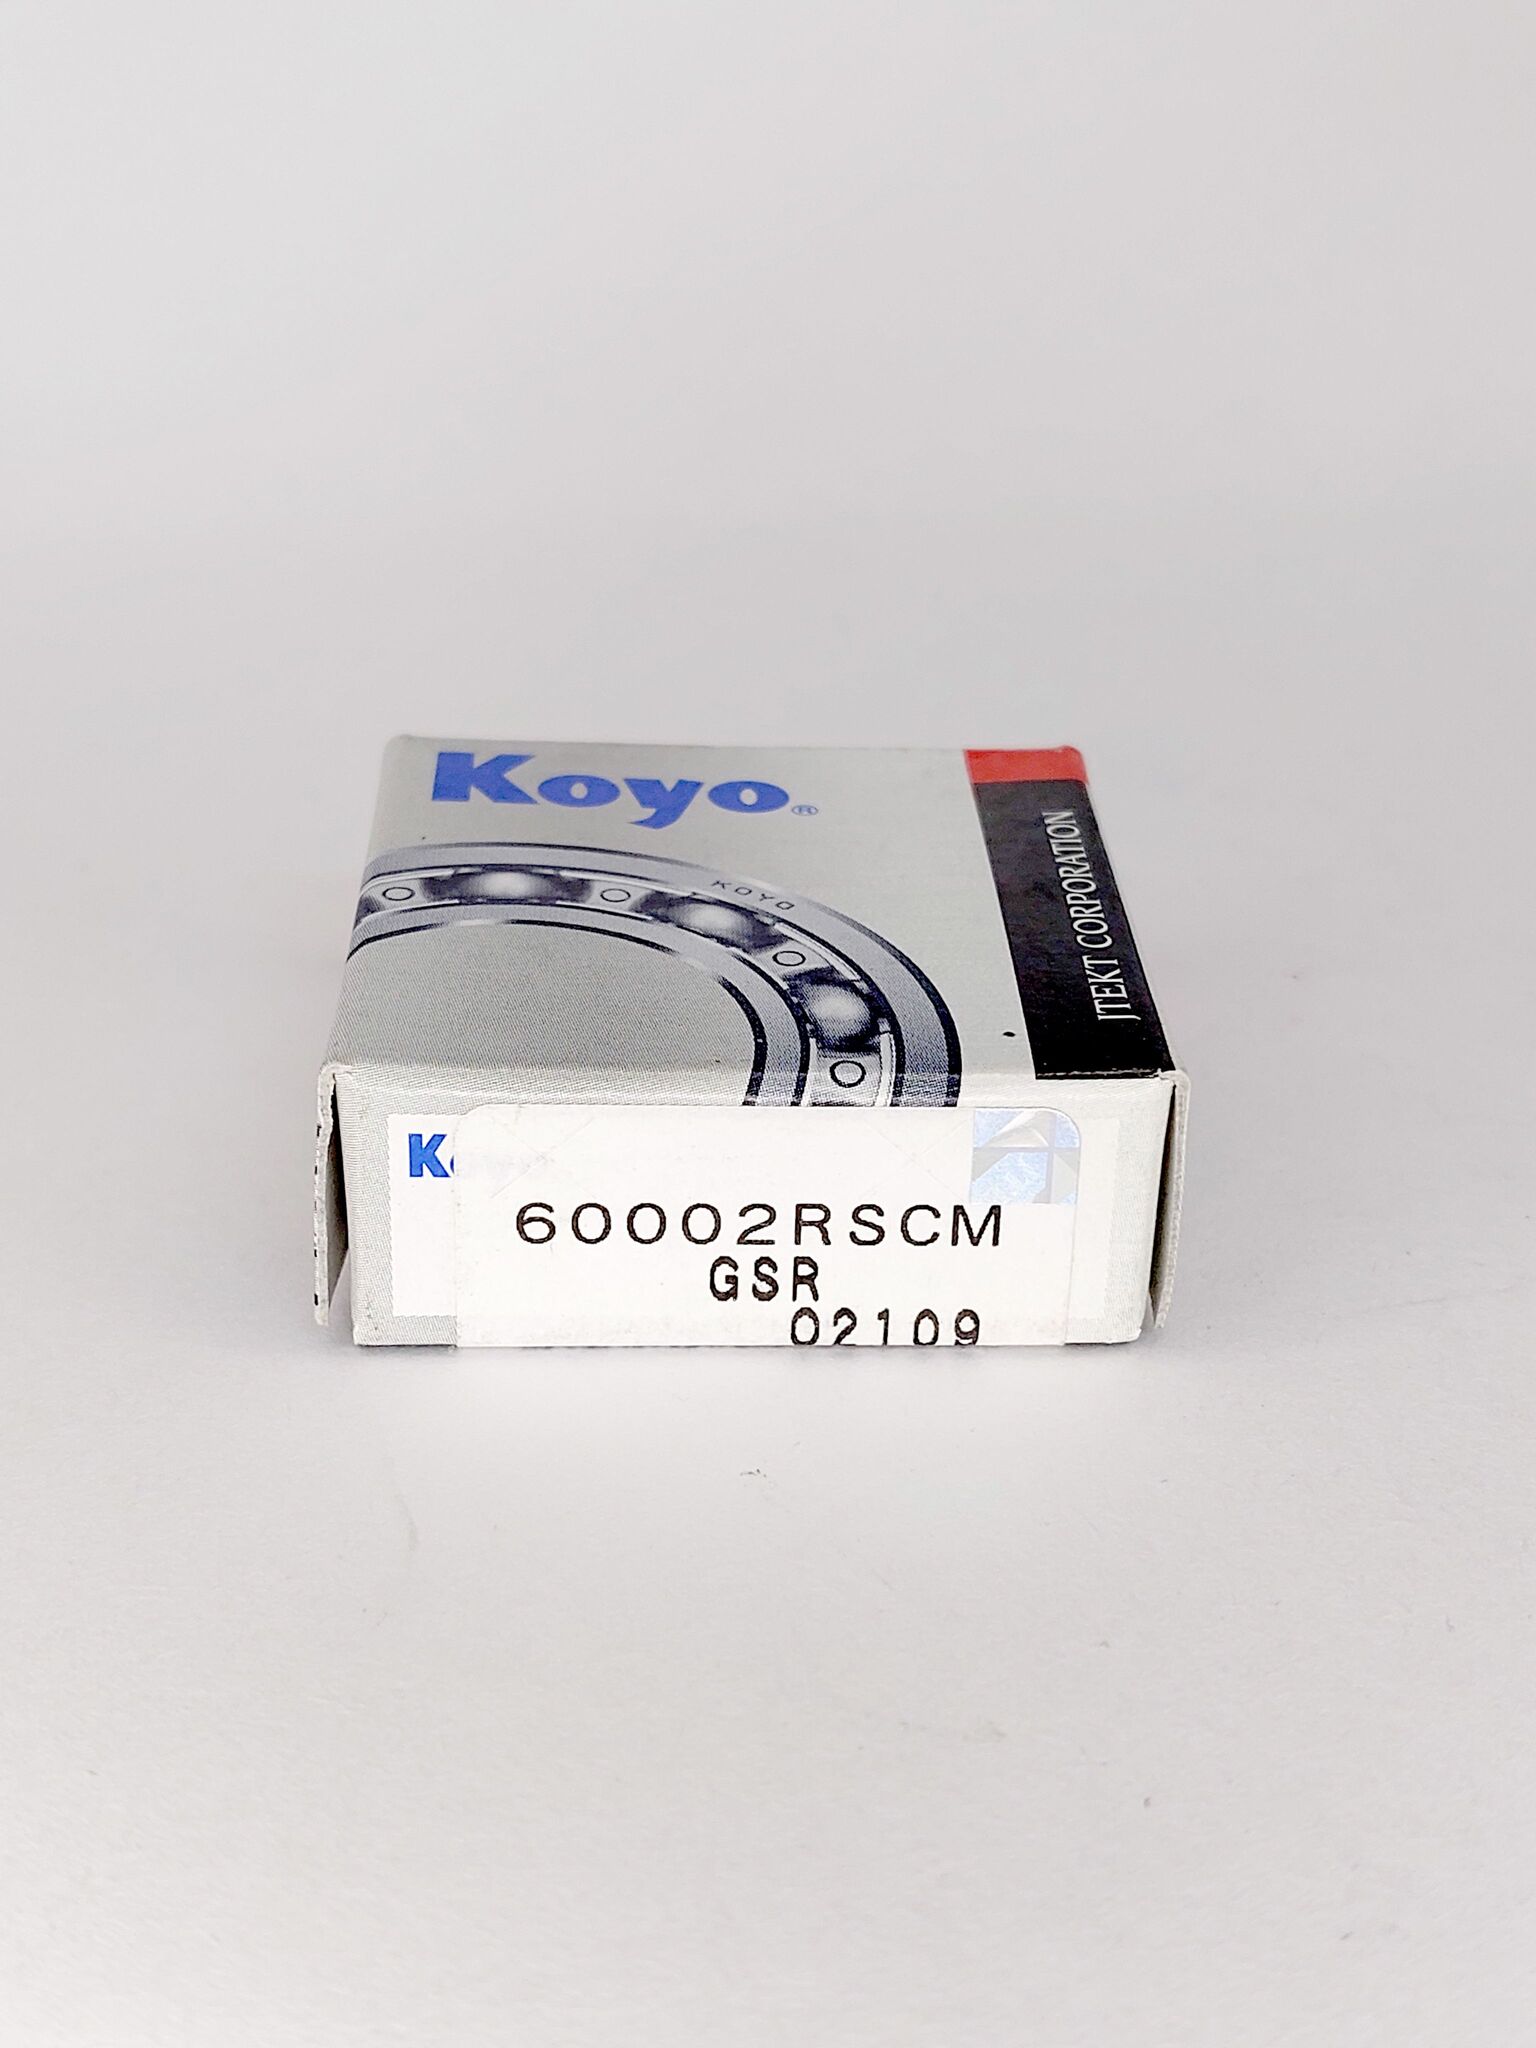 Koyo®
KOYO
JTEKT CORPORATION
60002RSCM
GSR
02109